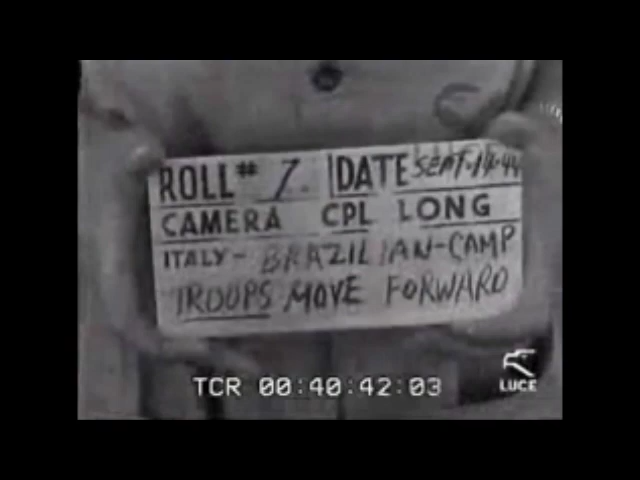 ROLL# 7. DATE SEPT-14-44
CAMERA CPL LONG
ITALY- BRAZILIAN-CAMP
TROOPS MOVE FORWARD
TCR 00:40:42:03
LUCE